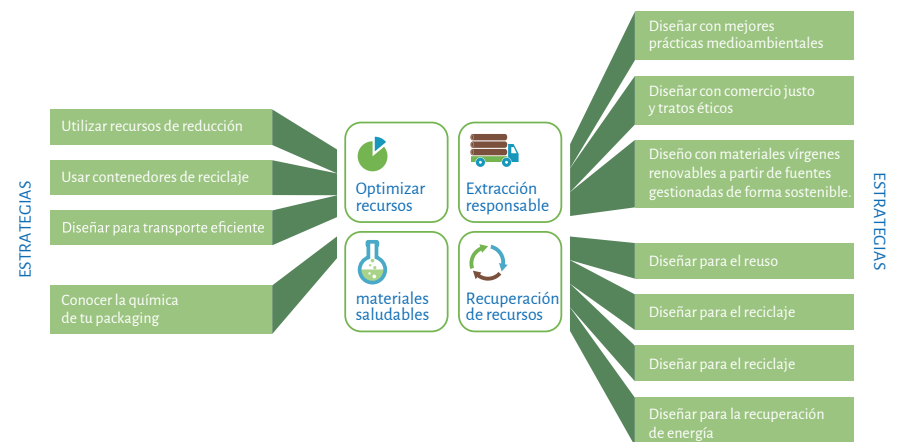 ESTRATEGIAS
Utilizar recursos de reducción
Usar contenedores de reciclaje
Diseñar para transporte eficiente
Conocer la química
de tu packaging
Optimizar
recursos
Extracción
responsable
materiales
saludables
Recuperación
de recursos
Diseñar con mejores
prácticas medioambientales
Diseñar con comercio justo
y tratos éticos
Diseño con materiales vírgenes
renovables a partir de fuentes
gestionadas de forma sostenible.
Diseñar para el reuso
Diseñar para el reciclaje
Diseñar para el reciclaje
Diseñar para la recuperación
de energía
ESTRATEGIAS